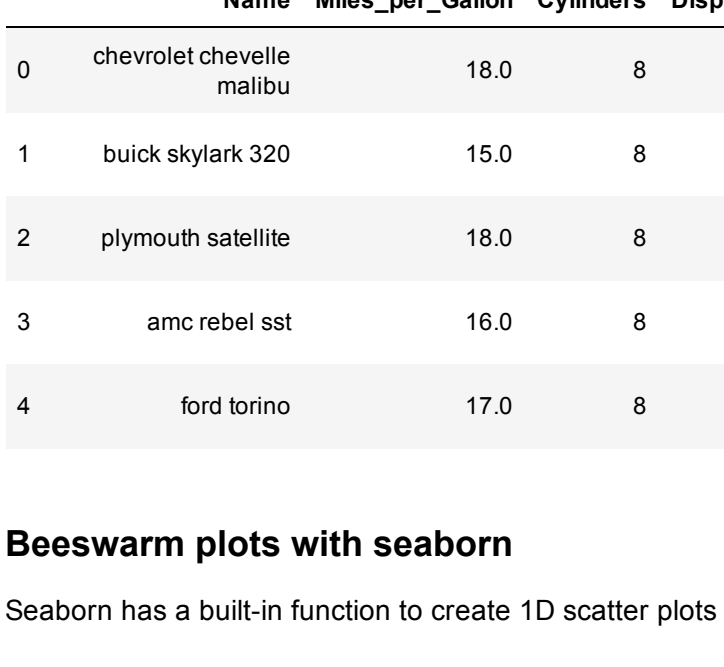 Name Miles_per_Gallon Cylinders Disp
0 chevrolet chevelle malibu 18.0 8
1 buick skylark 320 15.0 8
2 plymouth satellite 18.0 8
3 amc rebel sst 16.0 8
4 ford torino 17.0 8
Beeswarm plots with seaborn
Seaborn has a built-in function to create 1D scatter plots